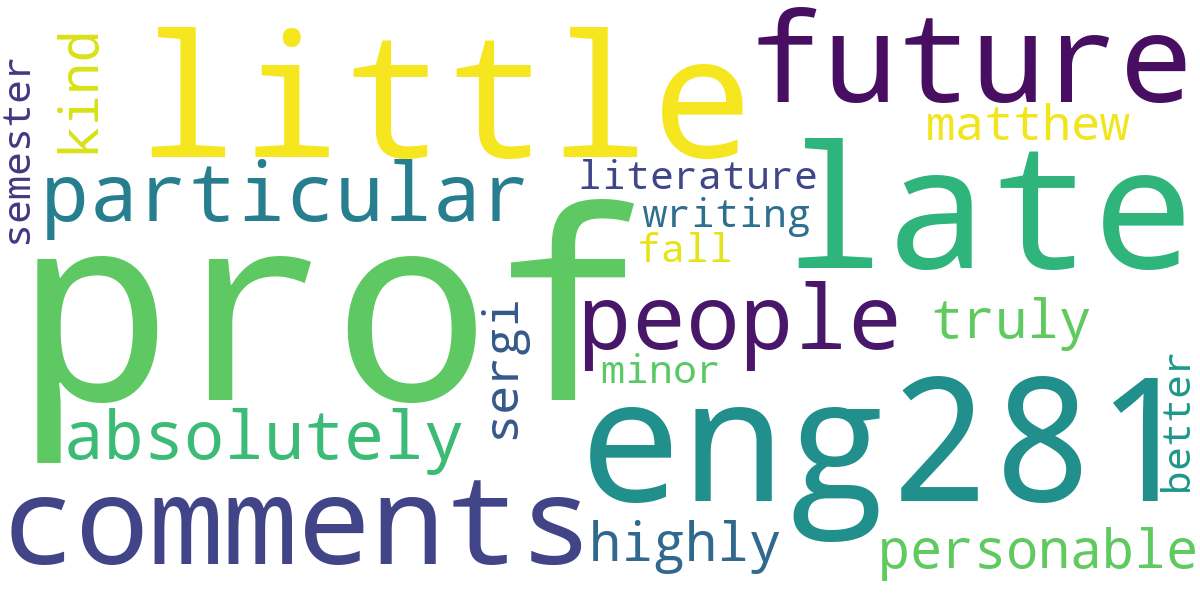 little
future
kind
semester
matthew
particular
literature
late
writing
fall
prof
people
truly
sergi
minor
eng281
better
absolutely
comments
highly
personable